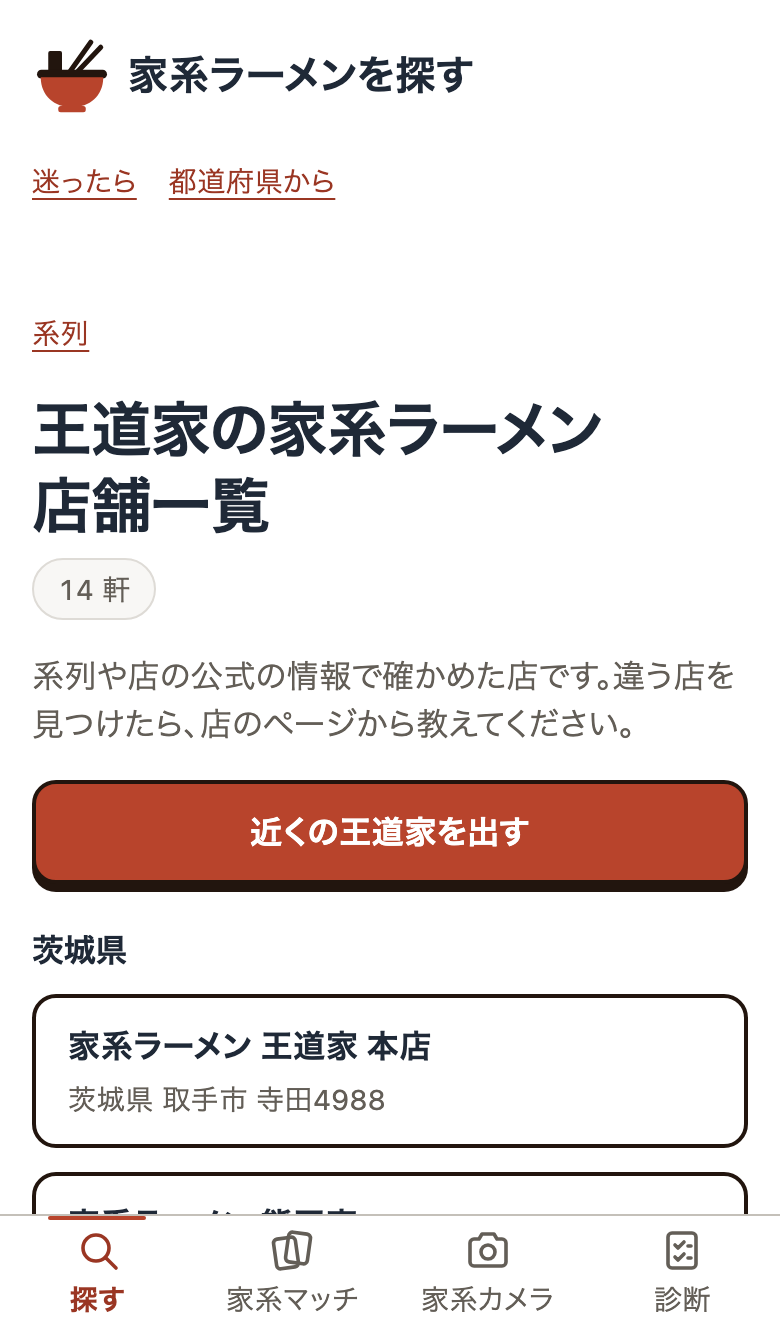 家系ラーメンを探す
迷ったら 都道府県から
系列
王道家の家系ラーメン
店舗一覧
14 軒
系列や店の公式の情報で確かめた店です。違う店を
見つけたら、店のページから教えてください。
近くの王道家を出す
茨城県
家系ラーメン 王道家 本店
茨城県 取手市 寺田4988
探す 家系マッチ 家系カメラ 診断